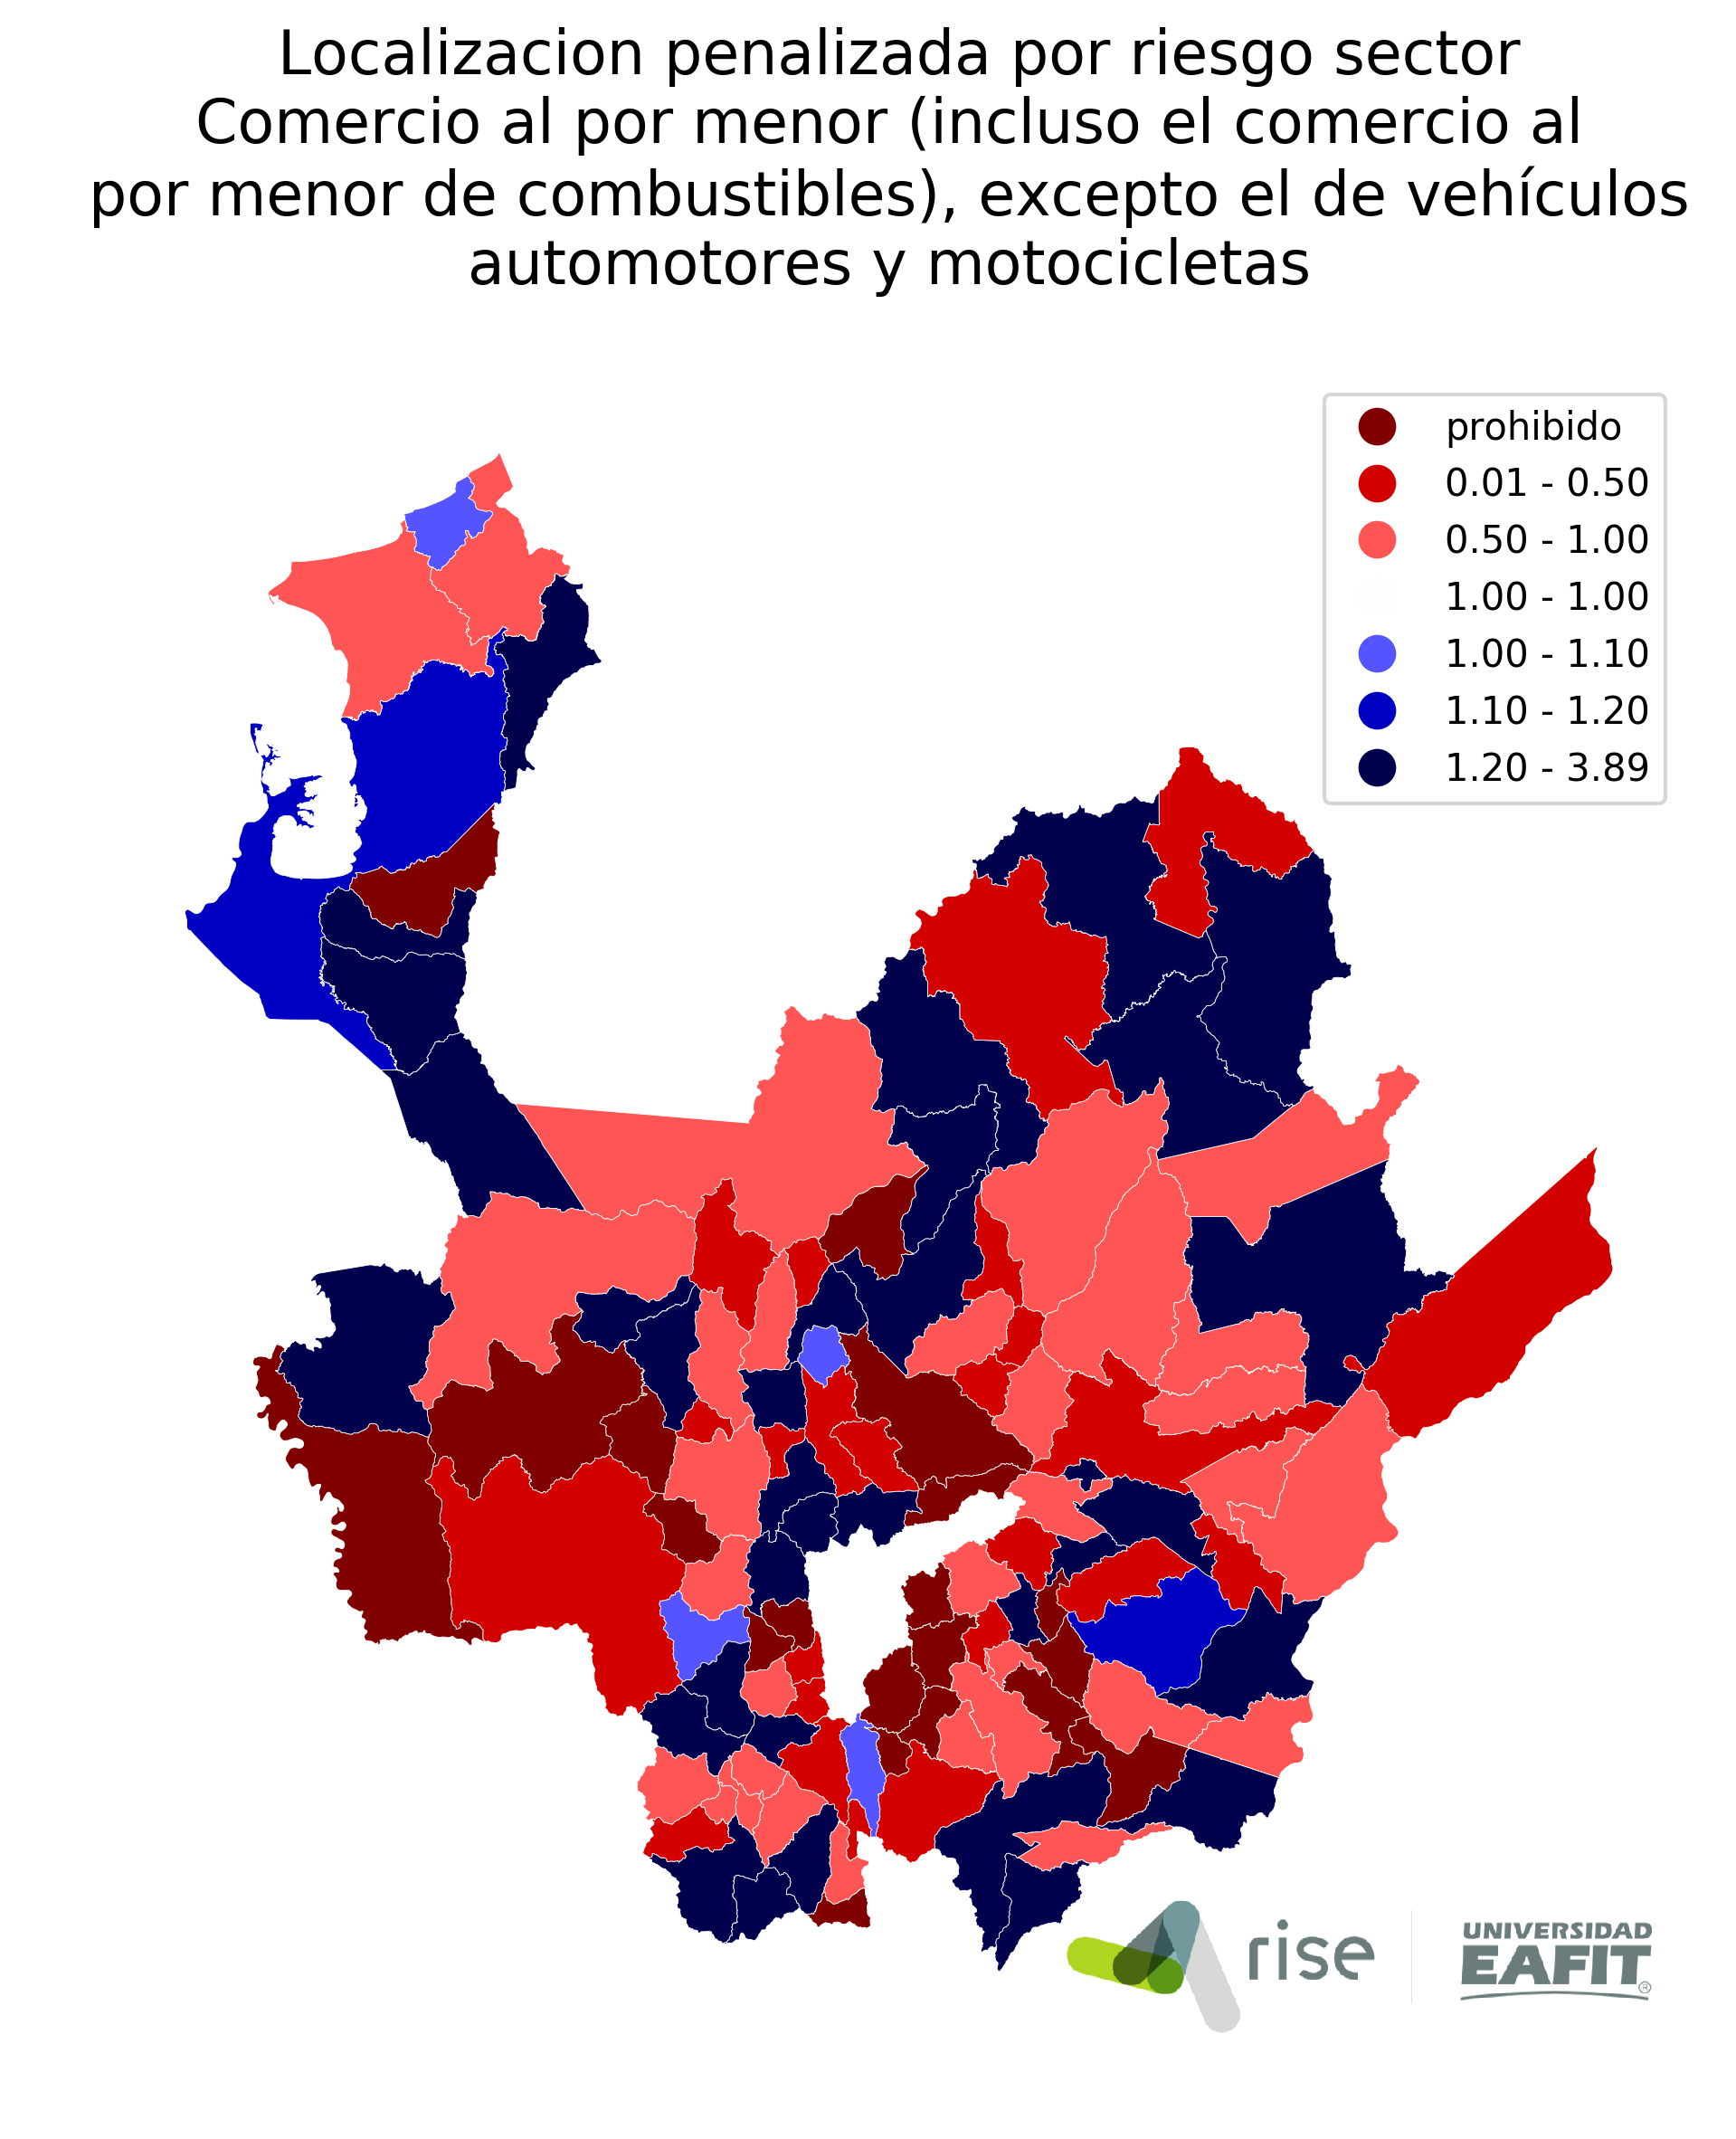 Localizacion penalizada por riesgo sector
Comercio al por menor (incluso el comercio al
por menor de combustibles), excepto el de vehículos
automotores y motocicletas
prohibido
0.01 - 0.50
0.50 - 1.00
1.00 - 1.00
1.00 - 1.10
1.10 - 1.20
1.20 - 3.89
rise
UNIVERSIDAD
EAFIT®